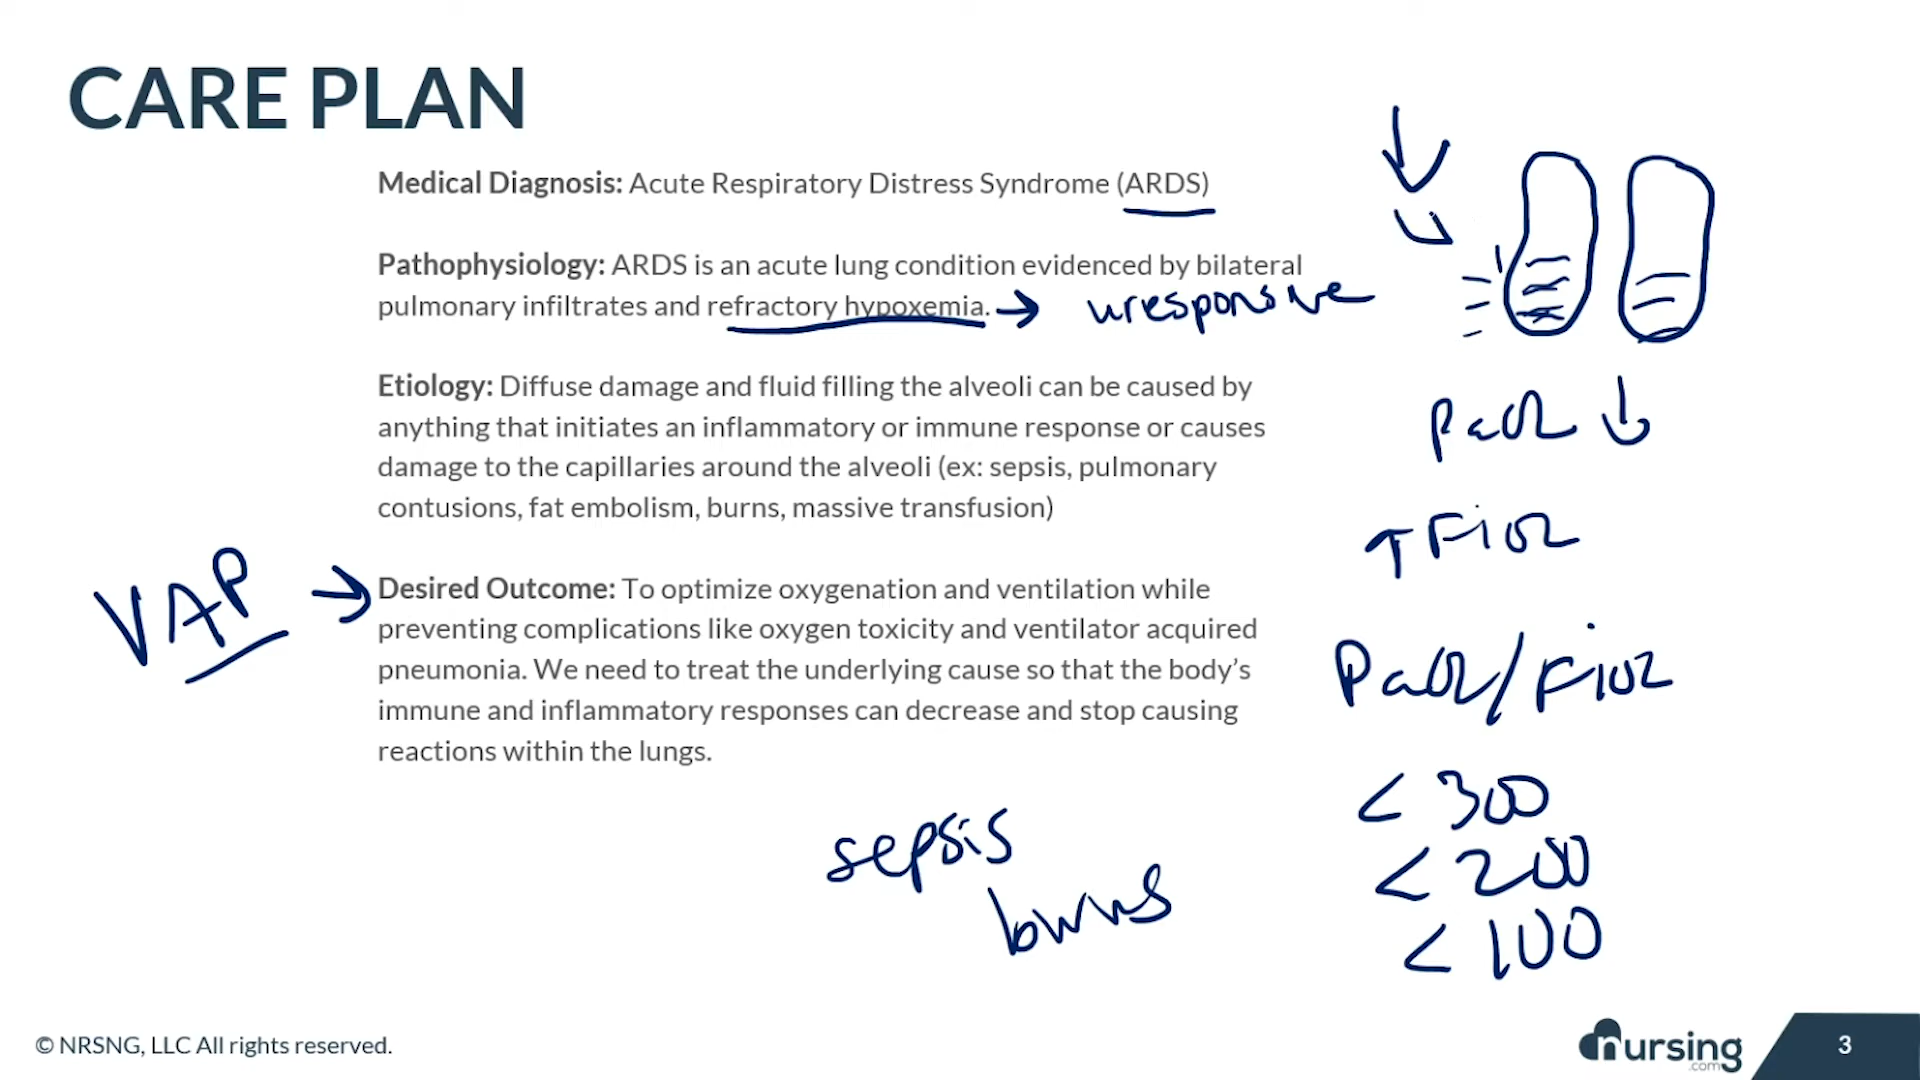 CARE PLAN
Medical Diagnosis: Acute Respiratory Distress Syndrome (ARDS)
Pathophysiology: ARDS is an acute lung condition evidenced by bilateral
pulmonary infiltrates and refractory hypoxemia. → unresponsive
Etiology: Diffuse damage and fluid filling the alveoli can be caused by
anything that initiates an inflammatory or immune response or causes
damage to the capillaries around the alveoli (ex: sepsis, pulmonary
contusions, fat embolism, burns, massive transfusion)
VAP →
Desired Outcome: To optimize oxygenation and ventilation while
preventing complications like oxygen toxicity and ventilator acquired
pneumonia. We need to treat the underlying cause so that the body’s
immune and inflammatory responses can decrease and stop causing
reactions within the lungs.
sepsis
burns
PaO2 ↓
↑ FiO2
PaO2/FiO2
< 300
< 200
< 100
© NRSNG, LLC All rights reserved.
nursing
.com
3